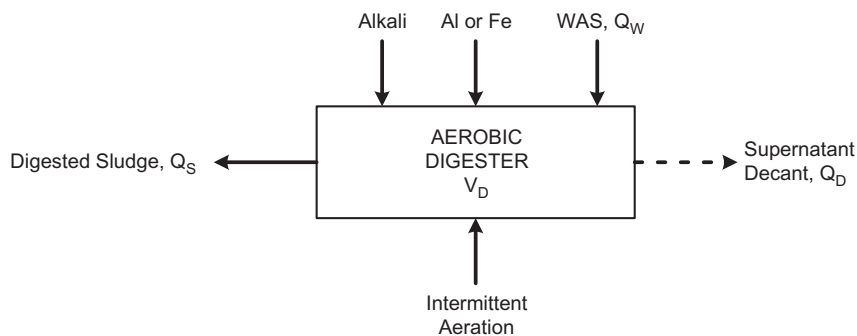 Alkali
Al or Fe
WAS, Q_W
AEROBIC
DIGESTER
V_D
Digested Sludge, Q_S
Supernatant
Decant, Q_D
Intermittent
Aeration